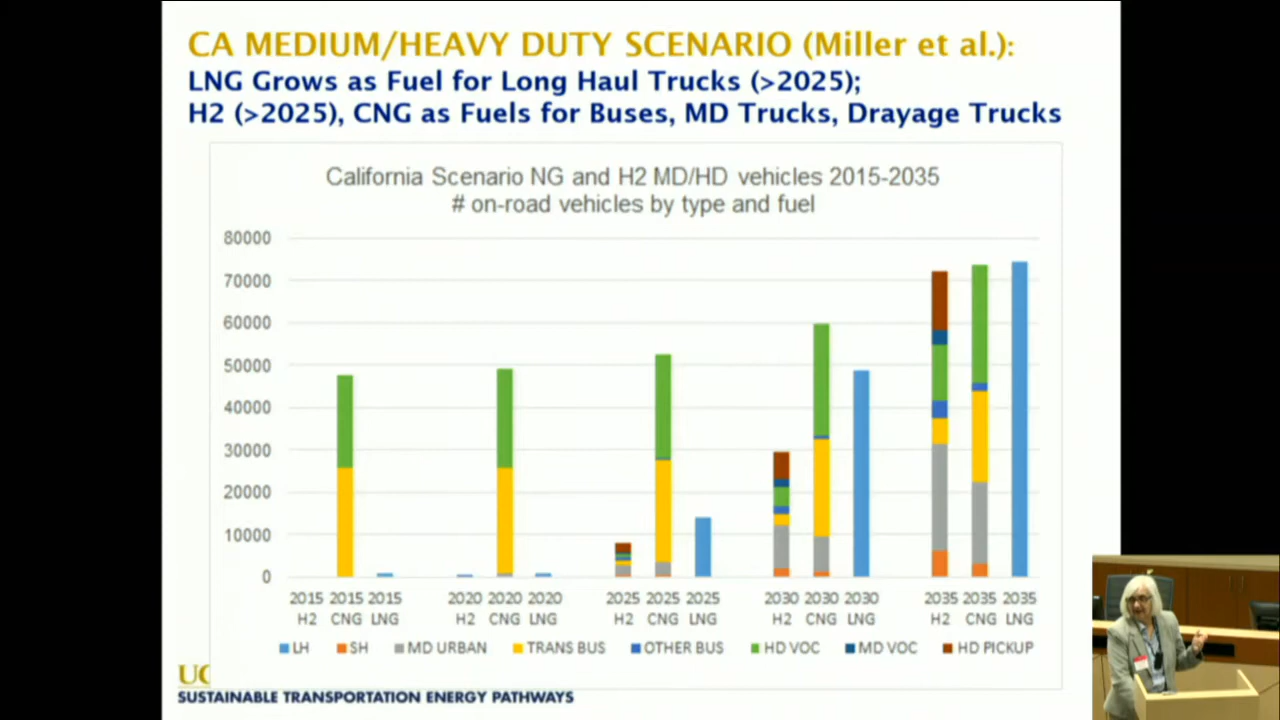 CA MEDIUM/HEAVY DUTY SCENARIO (Miller et al.):
LNG Grows as Fuel for Long Haul Trucks (>2025);
H2 (>2025), CNG as Fuels for Buses, MD Trucks, Drayage Trucks
California Scenario NG and H2 MD/HD vehicles 2015-2035
# on-road vehicles by type and fuel
80000
70000
60000
50000
40000
30000
20000
10000
0
2015 2015 2015 2020 2020 2020 2025 2025 2025 2030 2030 2030 2035 2035 2035
H2 CNG LNG H2 CNG LNG H2 CNG LNG H2 CNG LNG H2 CNG LNG
LH SH MD URBAN TRANS BUS OTHER BUS HD VOC MD VOC HD PICKUP
SUSTAINABLE TRANSPORTATION ENERGY PATHWAYS